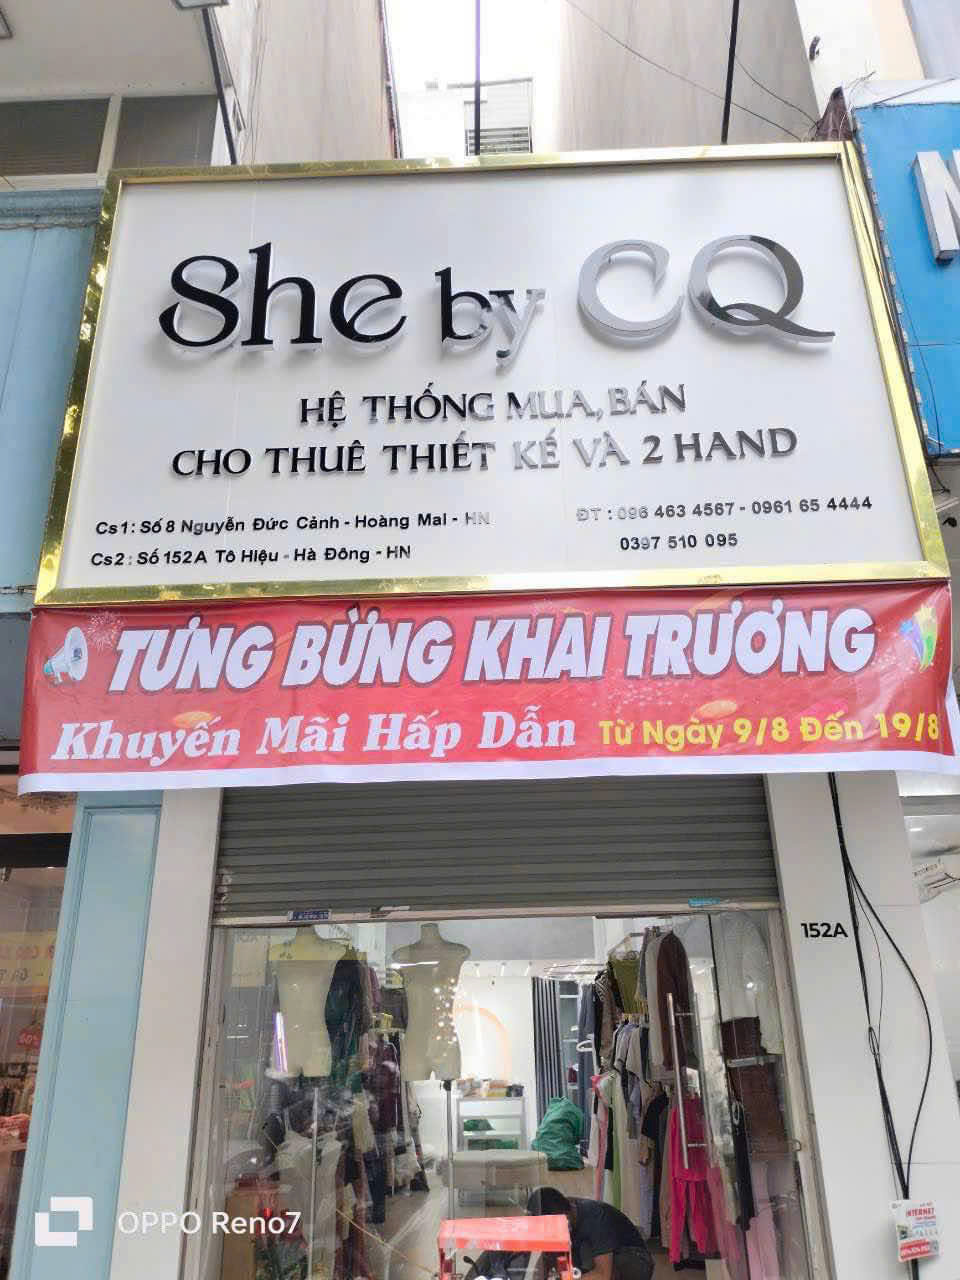 She by CQ
HỆ THỐNG MUA, BÁN
CHO THUÊ THIẾT KẾ VÀ 2 HAND
Cs1: Số 8 Nguyễn Đức Cảnh - Hoàng Mai - HN
ĐT : 096 463 4567 - 0961 65 4444
Cs2: Số 152A Tô Hiệu - Hà Đông - HN
0397 510 095
TƯNG BỪNG KHAI TRƯƠNG
Khuyến Mãi Hấp Dẫn Từ Ngày 9/8 Đến 19/8
152A
INTERNET
OPPO Reno7